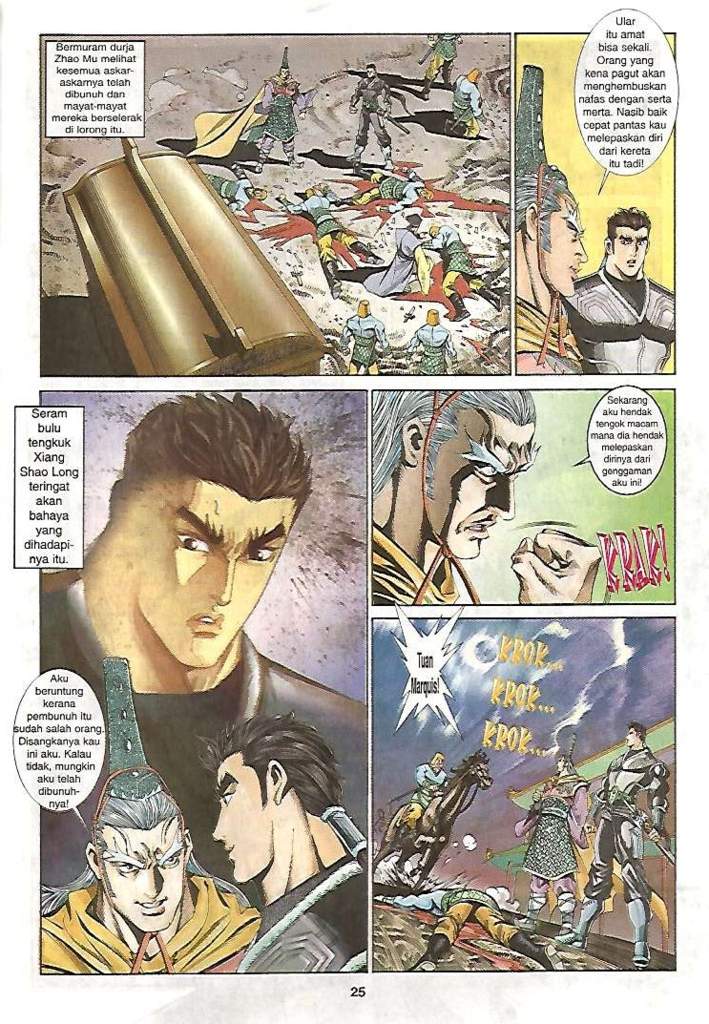 Bermuram durja
Zhao Mu melihat
kesemua askar-
askarnya telah
dibunuh dan
mayat-mayat
mereka berselerak
di lorong itu.
Ular
itu amat
bisa sekali.
Orang yang
kena pagut akan
menghembuskan
nafas dengan serta
merta. Nasib baik
cepat pantas kau
melepaskan diri
dari kereta
itu tadi!
Seram
bulu
tengkuk
Xiang
Shao Long
teringat
akan
bahaya
yang
dihadapi-
nya itu.
Aku
beruntung
kerana
pembunuh itu
sudah salah orang.
Disangkanya kau
ini aku. Kalau
tidak, mungkin
aku telah
dibunuh-
nya!
Sekarang
aku hendak
tengok macam
mana dia hendak
melepaskan
dirinya dari
genggaman
aku ini!
KRAK!
Tuan
Marquis!
KROK...
KROK...
KROK...
25